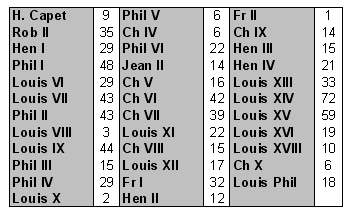 H. Capet 9 Phil V 6 Fr II 1
Rob II 35 Ch IV 6 Ch IX 14
Hen I 29 Phil VI 22 Hen III 15
Phil I 48 Jean II 14 Hen IV 21
Louis VI 29 Ch V 16 Louis XIII 33
Louis VII 43 Ch VI 42 Louis XIV 72
Phil II 43 Ch VII 39 Louis XV 59
Louis VIII 3 Louis XI 22 Louis XVI 19
Louis IX 44 Ch VIII 15 Louis XVIII 10
Phil III 15 Louis XII 17 Ch X 6
Phil IV 29 Fr I 32 Louis Phil 18
Louis X 2 Hen II 12